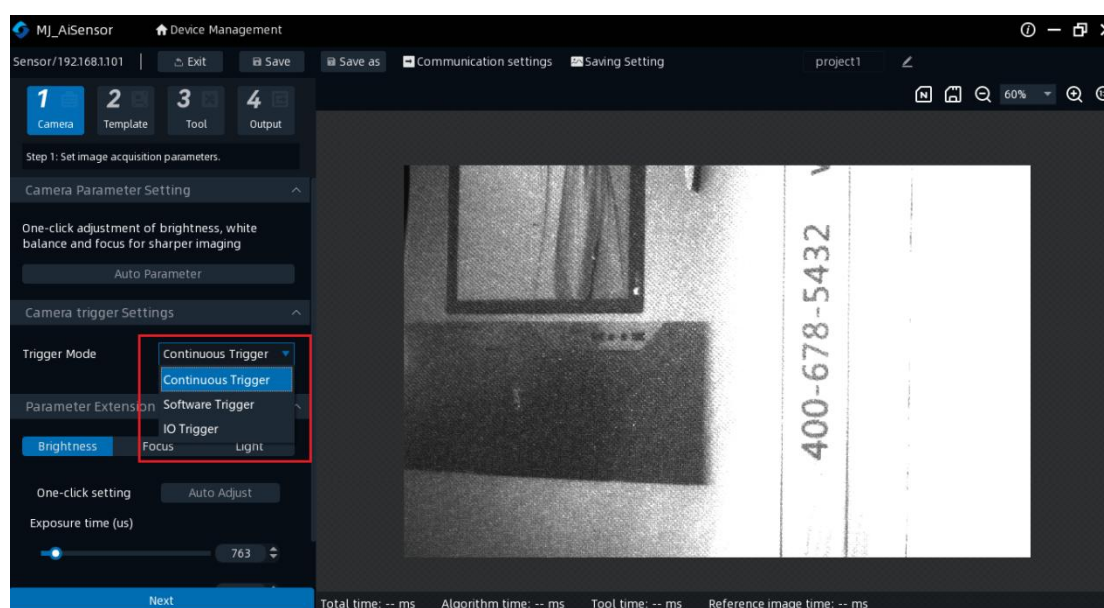 MJ_AiSensor Device Management
Sensor/192.168.1.101 Exit Save Save as Communication settings Saving Setting project1
60%
1 2 3 4
Camera Template Tool Output
Step 1: Set image acquisition parameters.
Camera Parameter Setting
One-click adjustment of brightness, white
balance and focus for sharper imaging
Auto Parameter
Camera trigger Settings
Trigger Mode Continuous Trigger
Continuous Trigger
Software Trigger
IO Trigger
Parameter Extension
Brightness Focus Light
One-click setting Auto Adjust
Exposure time (us)
763
Next
Total time: -- ms Algorithm time: -- ms Tool time: -- ms Reference image time: -- ms
400-678-5432